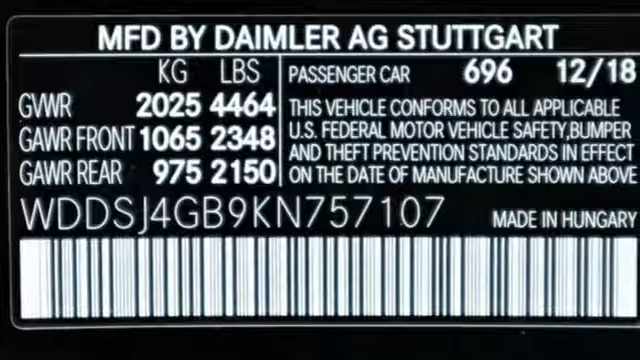 MFD BY DAIMLER AG STUTTGART
KG LBS
GVWR 2025 4464
GAWR FRONT 1065 2348
GAWR REAR 975 2150
PASSENGER CAR 696 12/18
THIS VEHICLE CONFORMS TO ALL APPLICABLE
U.S. FEDERAL MOTOR VEHICLE SAFETY,BUMPER
AND THEFT PREVENTION STANDARDS IN EFFECT
ON THE DATE OF MANUFACTURE SHOWN ABOVE
WDDSJ4GB9KN757107
MADE IN HUNGARY